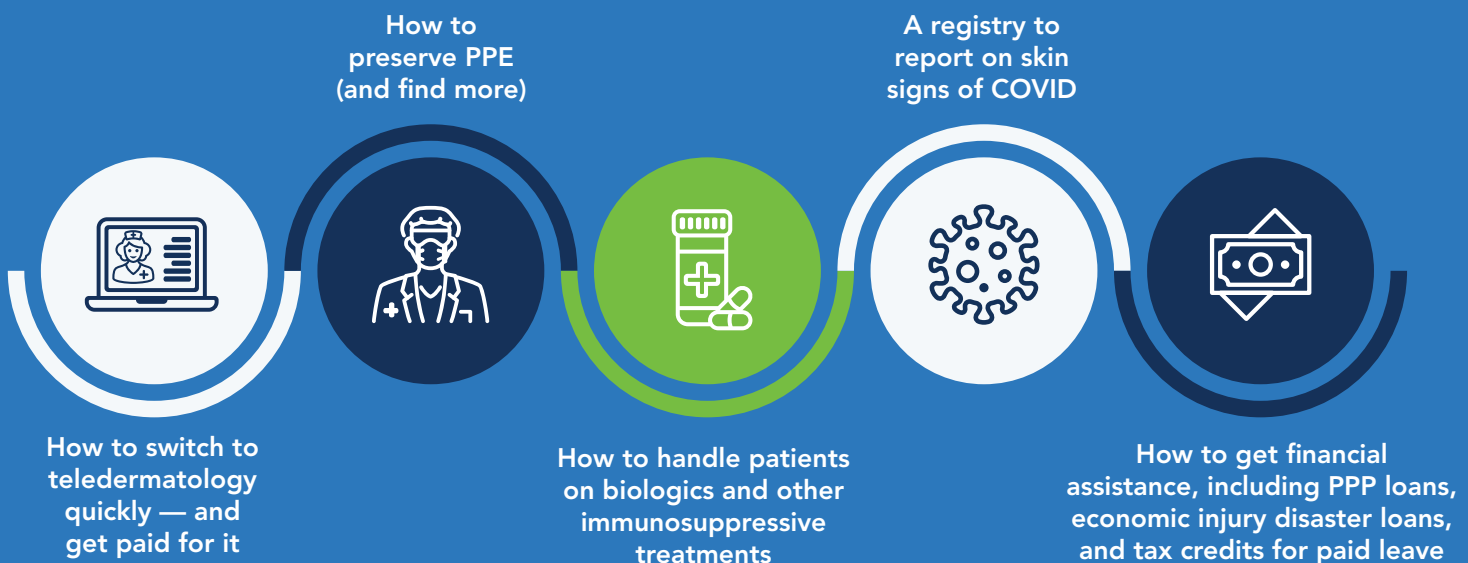 How to
preserve PPE
(and find more)
A registry to
report on skin
signs of COVID
How to switch to
teledermatology
quickly — and
get paid for it
How to handle patients
on biologics and other
immunosuppressive
treatments
How to get financial
assistance, including PPP loans,
economic injury disaster loans,
and tax credits for paid leave